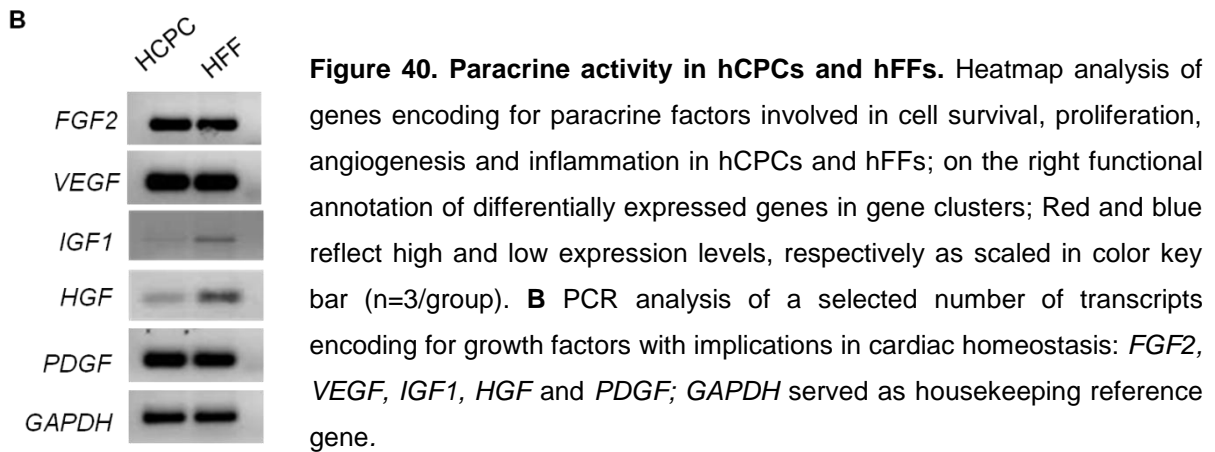 B
HCPC HFF
FGF2
VEGF
IGF1
HGF
PDGF
GAPDH
Figure 40. Paracrine activity in hCPCs and hFFs. Heatmap analysis of
genes encoding for paracrine factors involved in cell survival, proliferation,
angiogenesis and inflammation in hCPCs and hFFs; on the right functional
annotation of differentially expressed genes in gene clusters; Red and blue
reflect high and low expression levels, respectively as scaled in color key
bar (n=3/group). B PCR analysis of a selected number of transcripts
encoding for growth factors with implications in cardiac homeostasis: FGF2,
VEGF, IGF1, HGF and PDGF; GAPDH served as housekeeping reference
gene.